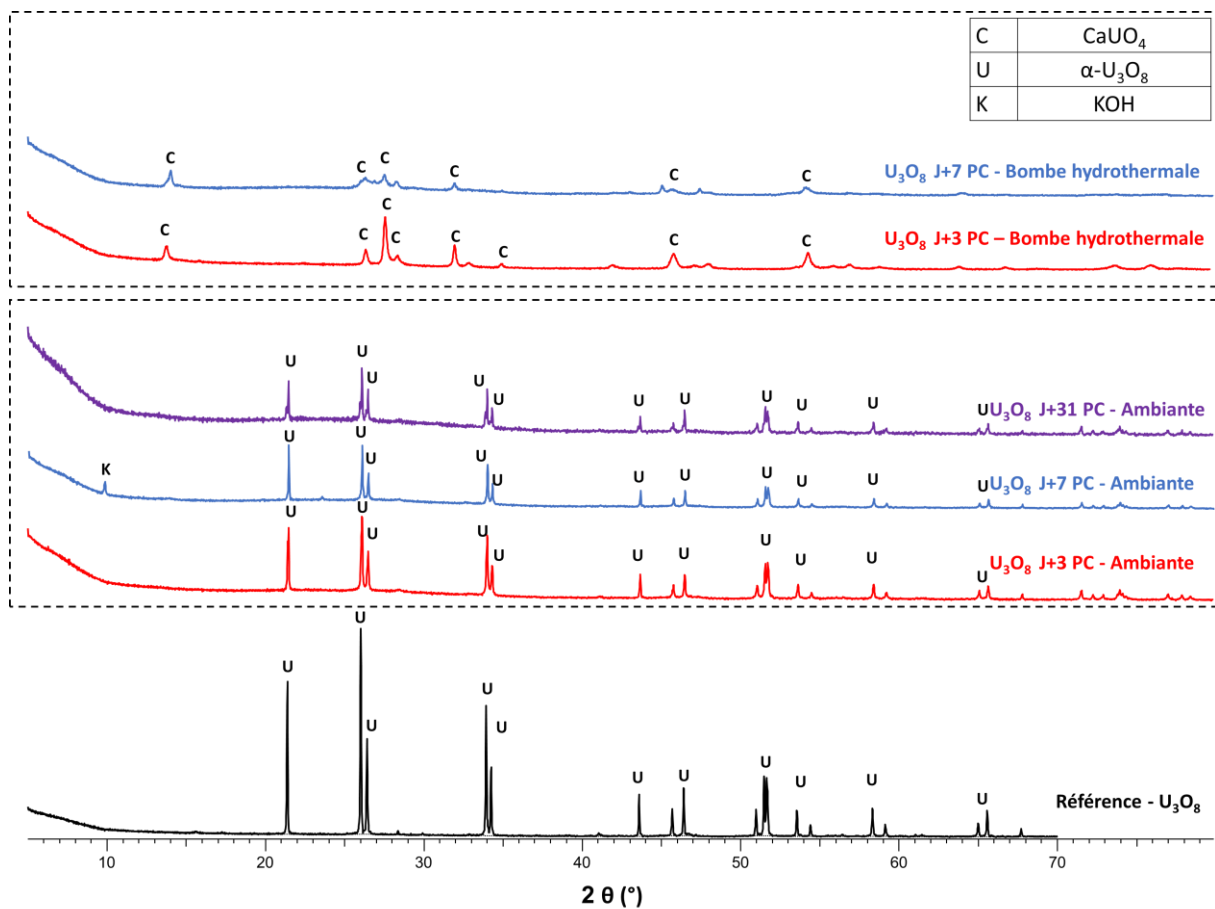 C CaUO₄
U α-U₃O₈
K KOH
C C C C C C
U₃O₈ J+7 PC - Bombe hydrothermale
C C C C C C C C
U₃O₈ J+3 PC – Bombe hydrothermale
U U U U U U U U U U U
U₃O₈ J+31 PC - Ambiante
K U U U U U U U U U U U
U₃O₈ J+7 PC - Ambiante
U U U U U U U U U U U
U₃O₈ J+3 PC - Ambiante
U U U U U U U U U U U
Référence - U₃O₈
10 20 30 40 50 60 70
2 θ (°)